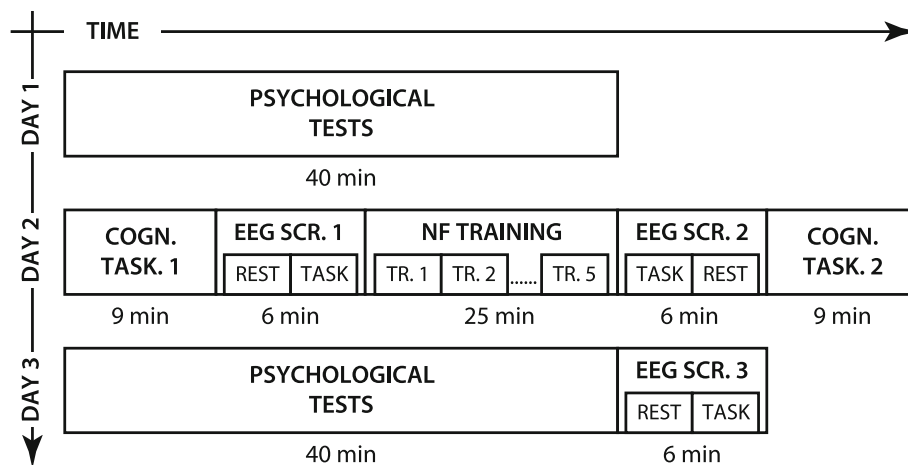 TIME
DAY 1
PSYCHOLOGICAL
TESTS
40 min
DAY 2
COGN.
TASK. 1
EEG SCR. 1
REST TASK
NF TRAINING
TR. 1 TR. 2 ...... TR. 5
EEG SCR. 2
TASK REST
COGN.
TASK. 2
9 min 6 min 25 min 6 min 9 min
DAY 3
PSYCHOLOGICAL
TESTS
EEG SCR. 3
REST TASK
40 min 6 min